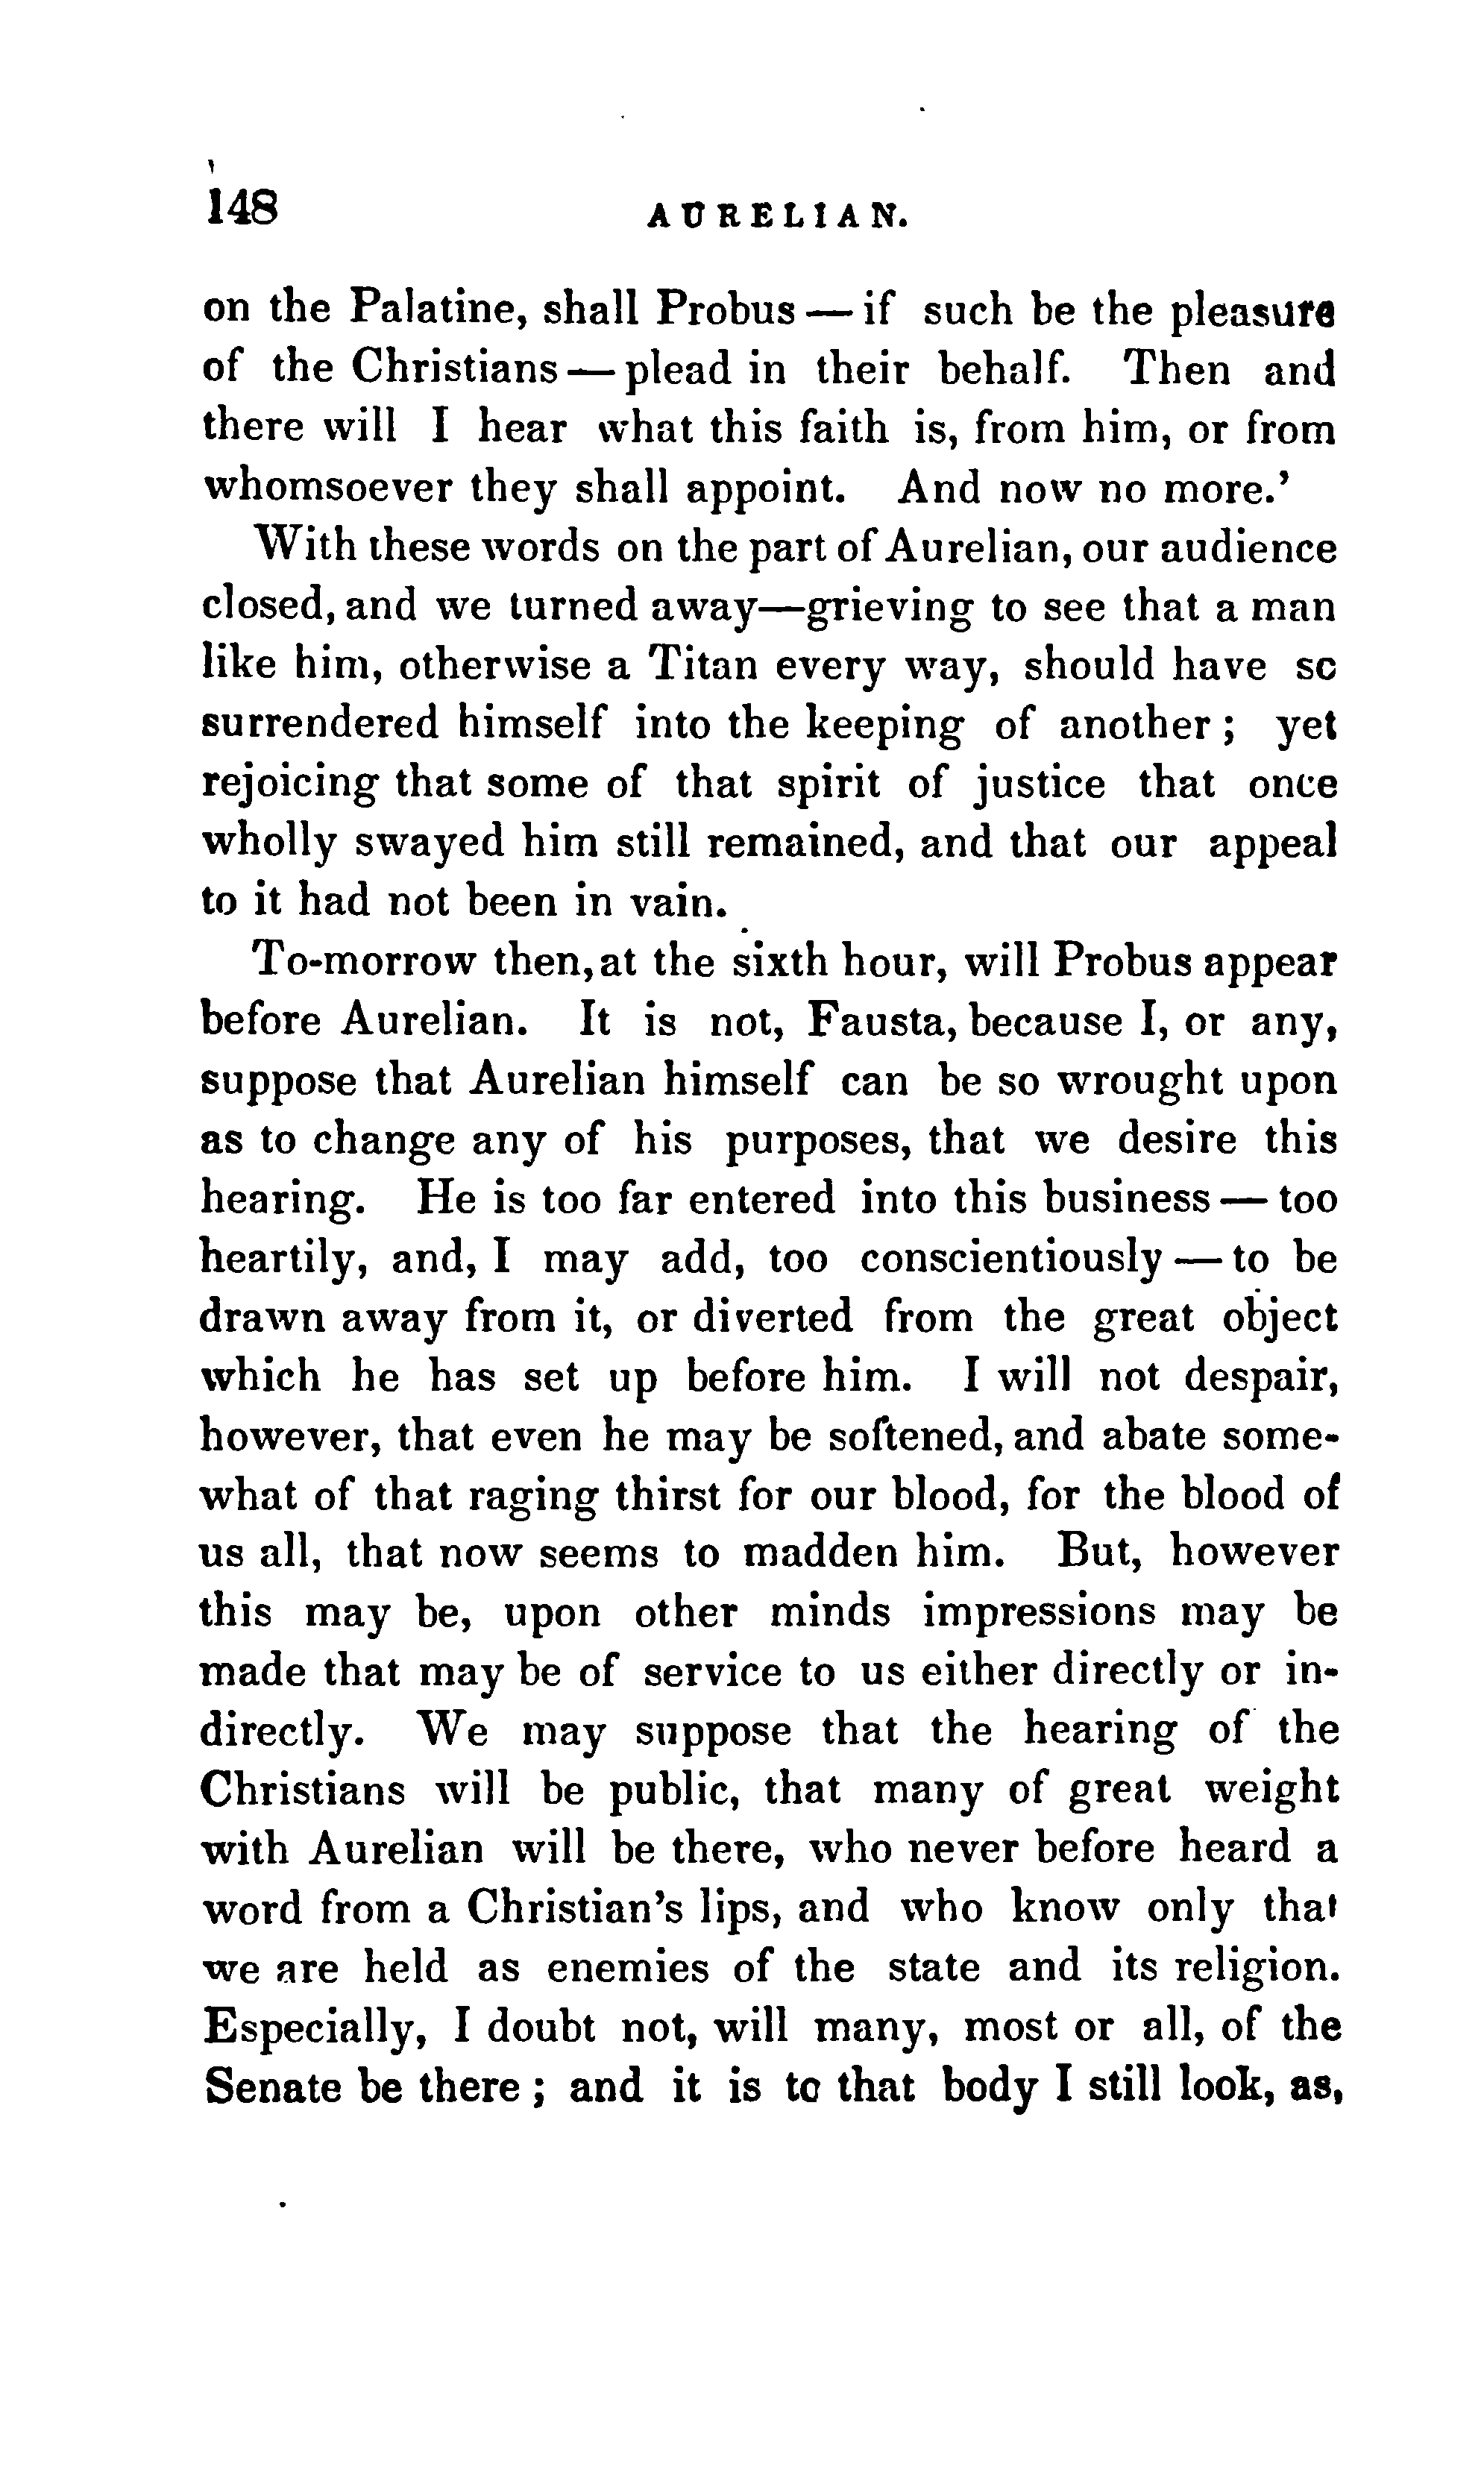 148 AURELIAN.
on the Palatine, shall Probus — if such be the pleasure
of the Christians — plead in their behalf. Then and
there will I hear what this faith is, from him, or from
whomsoever they shall appoint. And now no more.’
With these words on the part of Aurelian, our audience
closed, and we turned away—grieving to see that a man
like him, otherwise a Titan every way, should have so
surrendered himself into the keeping of another ; yet
rejoicing that some of that spirit of justice that once
wholly swayed him still remained, and that our appeal
to it had not been in vain.
To-morrow then, at the sixth hour, will Probus appear
before Aurelian. It is not, Fausta, because I, or any,
suppose that Aurelian himself can be so wrought upon
as to change any of his purposes, that we desire this
hearing. He is too far entered into this business — too
heartily, and, I may add, too conscientiously — to be
drawn away from it, or diverted from the great object
which he has set up before him. I will not despair,
however, that even he may be softened, and abate some-
what of that raging thirst for our blood, for the blood of
us all, that now seems to madden him. But, however
this may be, upon other minds impressions may be
made that may be of service to us either directly or in-
directly. We may suppose that the hearing of the
Christians will be public, that many of great weight
with Aurelian will be there, who never before heard a
word from a Christian’s lips, and who know only that
we are held as enemies of the state and its religion.
Especially, I doubt not, will many, most or all, of the
Senate be there ; and it is to that body I still look, as,